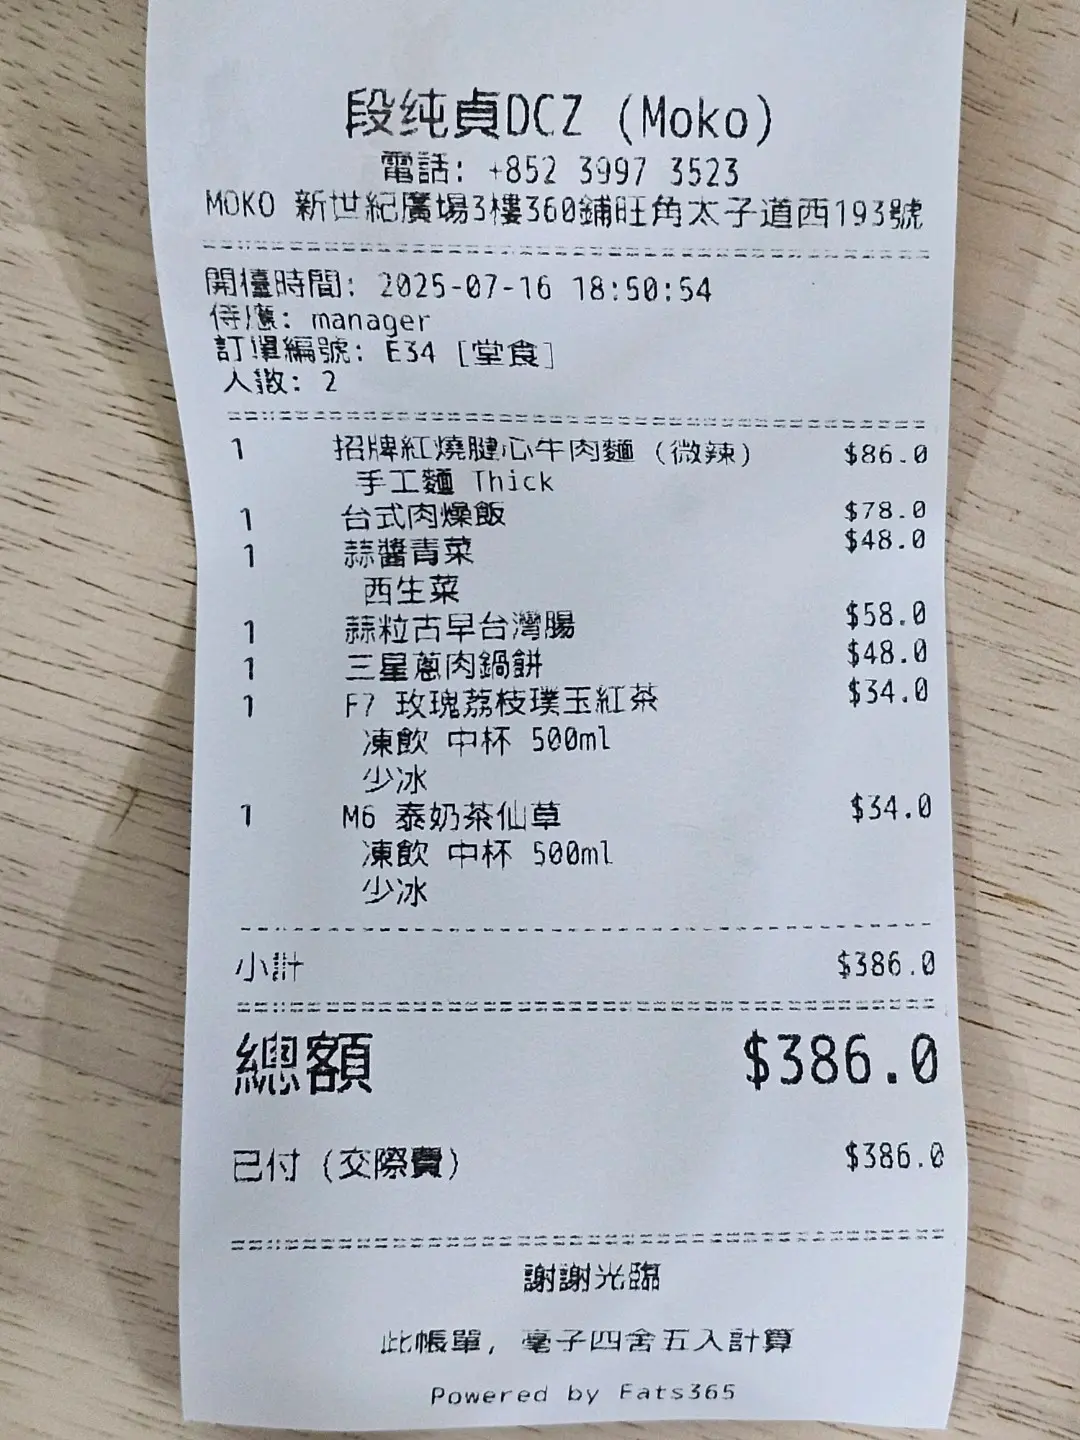 段纯貞DCZ (Moko)
電話: +852 3997 3523
MOKO 新世紀廣場3樓360鋪旺角太子道西193號
開檯時間: 2025-07-16 18:50:54
侍應: manager
訂單編號: E34 [堂食]
人數: 2
1 招牌紅燒腱心牛肉麵 (微辣) $86.0
手工麵 Thick
1 台式肉燥飯 $78.0
1 蒜醬青菜 $48.0
西生菜
1 蒜粒古早台灣腸 $58.0
1 三星蔥肉鍋餅 $48.0
1 F7 玫瑰荔枝璞玉紅茶 $34.0
凍飲 中杯 500ml
少冰
1 M6 泰奶茶仙草 $34.0
凍飲 中杯 500ml
少冰
小計 $386.0
總額 $386.0
已付 (交際費) $386.0
謝謝光臨
此帳單, 毫子四舍五入計算
Powered by Eats365